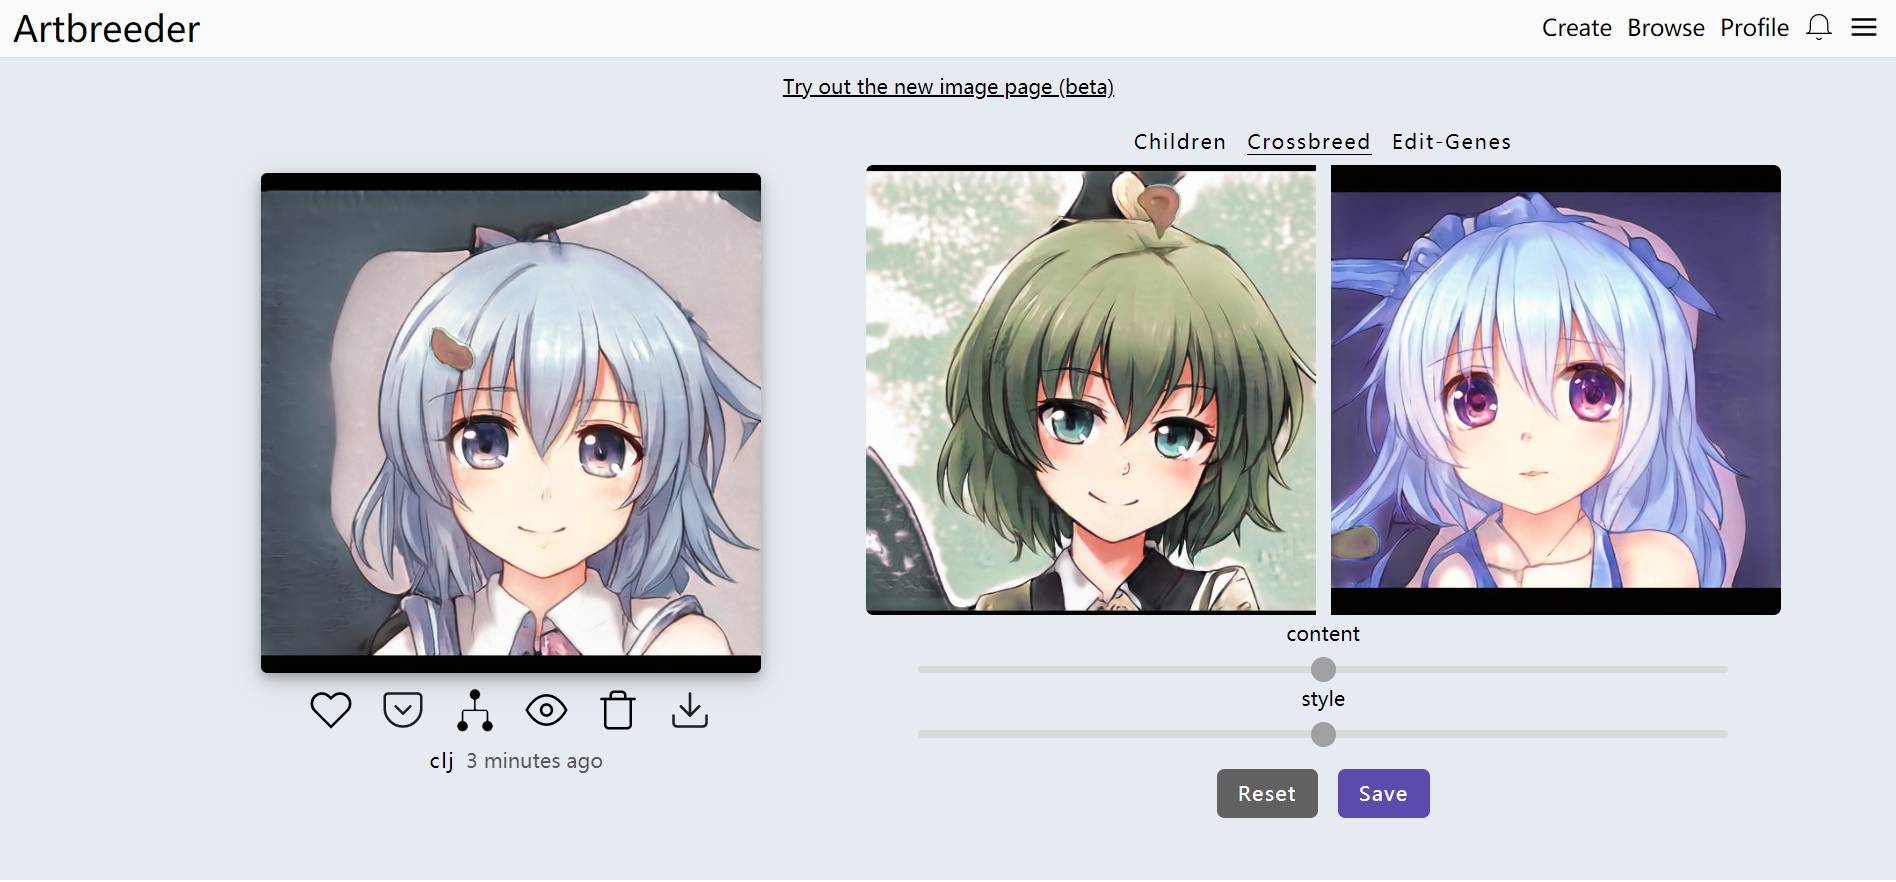 Artbreeder
Create Browse Profile
Try out the new image page (beta)
Children Crossbreed Edit-Genes
content
style
clj 3 minutes ago
Reset Save